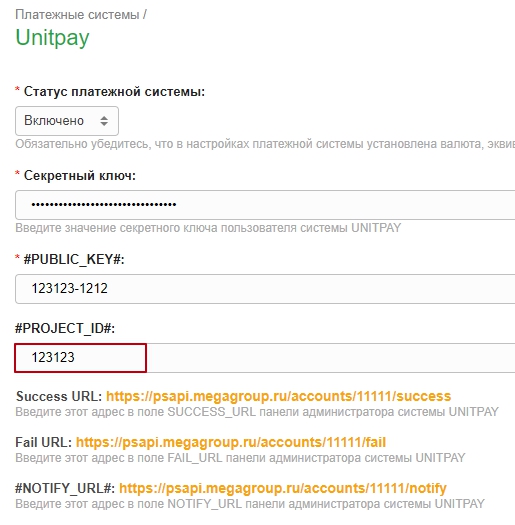 Платежные системы /
Unitpay
* Статус платежной системы:
Включено
Обязательно убедитесь, что в настройках платежной системы установлена валюта,
* Секретный ключ:
••••••••••••••••••••••••••••••••
Введите значение секретного ключа пользователя системы UNITPAY
* #PUBLIC_KEY#:
123123-1212
#PROJECT_ID#:
123123
Success URL: https://psapi.megagroup.ru/accounts/11111/success
Введите этот адрес в поле SUCCESS_URL панели администратора системы UNITPAY
Fail URL: https://psapi.megagroup.ru/accounts/11111/fail
Введите этот адрес в поле FAIL_URL панели администратора системы UNITPAY
#NOTIFY_URL#: https://psapi.megagroup.ru/accounts/11111/notify
Введите этот адрес в поле NOTIFY_URL панели администратора системы UNITPAY